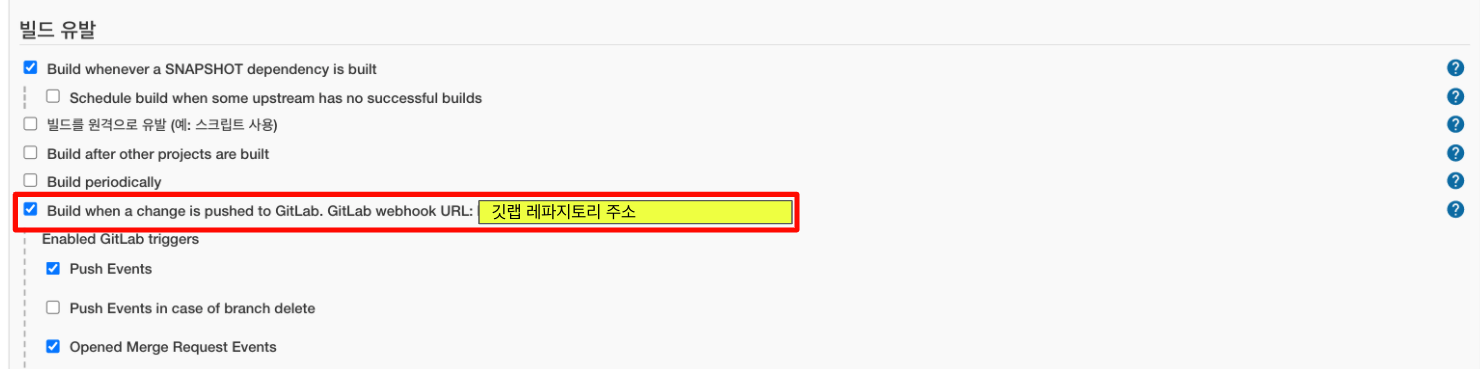 빌드 유발
Build whenever a SNAPSHOT dependency is built
Schedule build when some upstream has no successful builds
빌드를 원격으로 유발 (예: 스크립트 사용)
Build after other projects are built
Build periodically
Build when a change is pushed to GitLab. GitLab webhook URL: 깃랩 레파지토리 주소
Enabled GitLab triggers
Push Events
Push Events in case of branch delete
Opened Merge Request Events